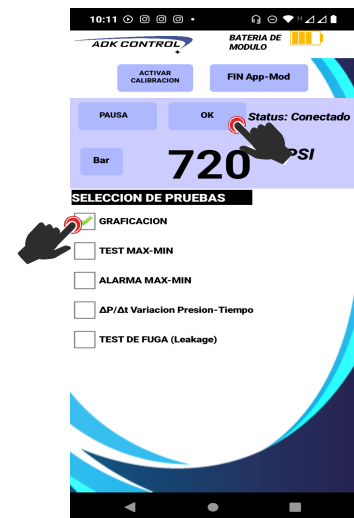 10:11
H
ADK CONTROL
BATERIA DE
MODULO
ACTIVAR
CALIBRACION
FIN App-Mod
PAUSA
OK
Status: Conectado
Bar
720
PSI
SELECCION DE PRUEBAS
GRAFICACION
TEST MAX-MIN
ALARMA MAX-MIN
ΔP/Δt Variacion Presion-Tiempo
TEST DE FUGA (Leakage)